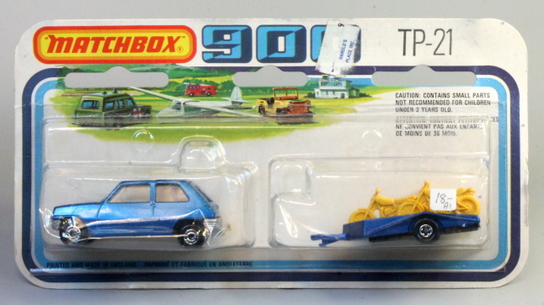 MATCHBOX
900
TP-21
CAUTION: CONTAINS SMALL PARTS
NOT RECOMMENDED FOR CHILDREN
UNDER 3 YEARS OLD.
NE CONVIENT PAS AUX ENFANTS
DE MOINS DE 36 MOIS.
18.-
PRINTED AND MADE IN ENGLAND IMPRIMÉ ET FABRIQUÉ EN ANGLETERRE